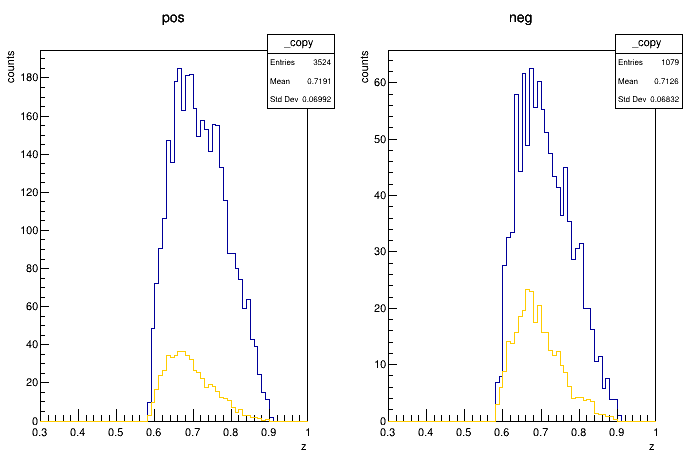 pos
_copy
Entries 3524
Mean 0.7191
Std Dev 0.06992
counts
180
160
140
120
100
80
60
40
20
0
0.3 0.4 0.5 0.6 0.7 0.8 0.9 1
z
neg
_copy
Entries 1079
Mean 0.7126
Std Dev 0.06832
counts
60
50
40
30
20
10
0
0.3 0.4 0.5 0.6 0.7 0.8 0.9 1
z